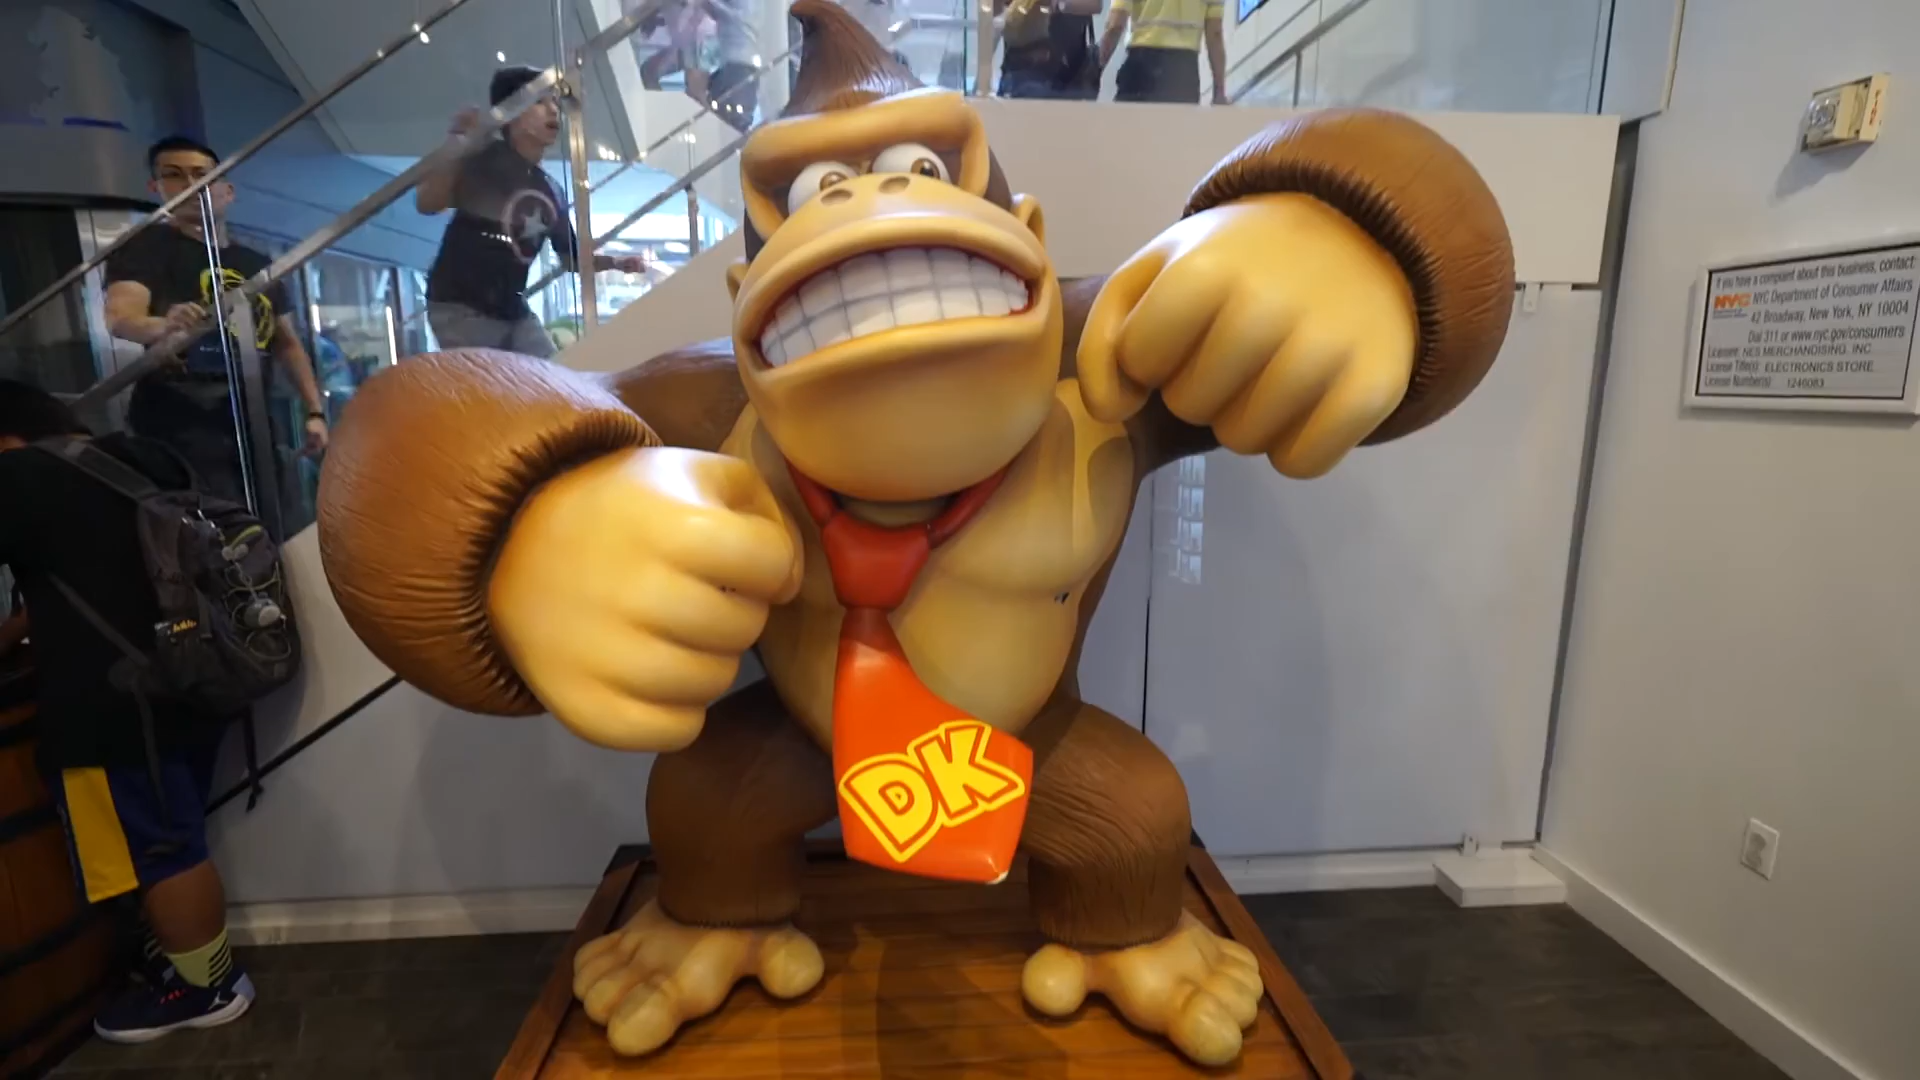 DK
If you have a complaint about this business, contact:
NYC NYC Department of Consumer Affairs
42 Broadway, New York, NY 10004
Dial 311 or www.nyc.gov/consumers
Licensee: NES MERCHANDISING, INC.
License Title(s): ELECTRONICS STORE
License Number(s): 1246083